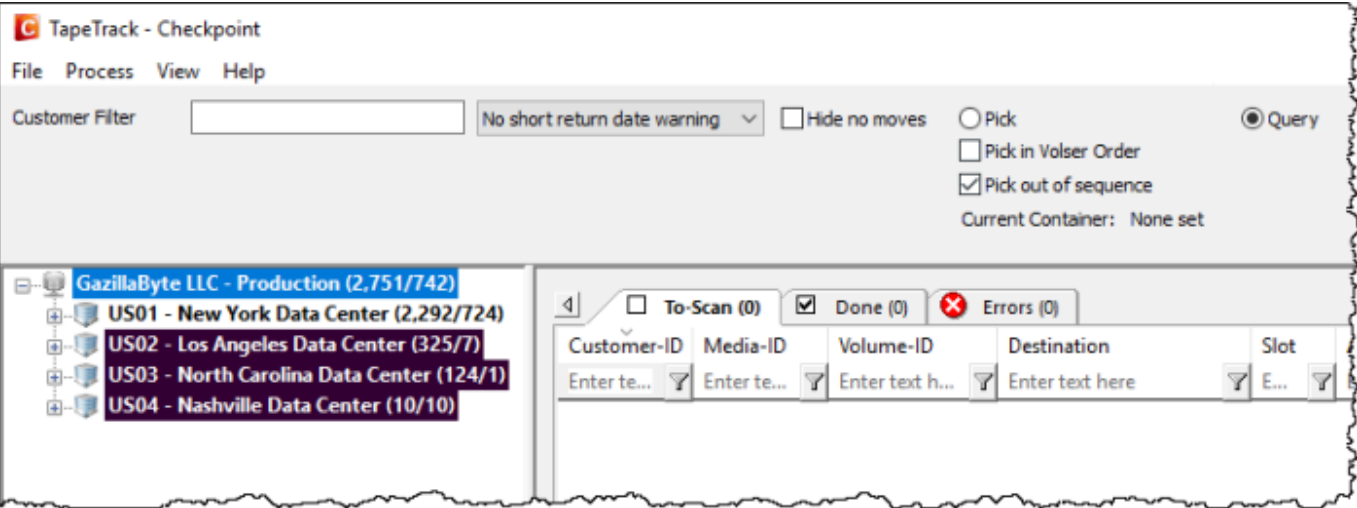 TapeTrack - Checkpoint
File Process View Help
Customer Filter No short return date warning Hide no moves Pick Query
Pick in Volser Order
Pick out of sequence
Current Container: None set
GazillaByte LLC - Production (2,751/742)
US01 - New York Data Center (2,292/724)
US02 - Los Angeles Data Center (325/7)
US03 - North Carolina Data Center (124/1)
US04 - Nashville Data Center (10/10)
To-Scan (0) Done (0) Errors (0)
Customer-ID Media-ID Volume-ID Destination Slot
Enter te... Enter te... Enter text h... Enter text here E...